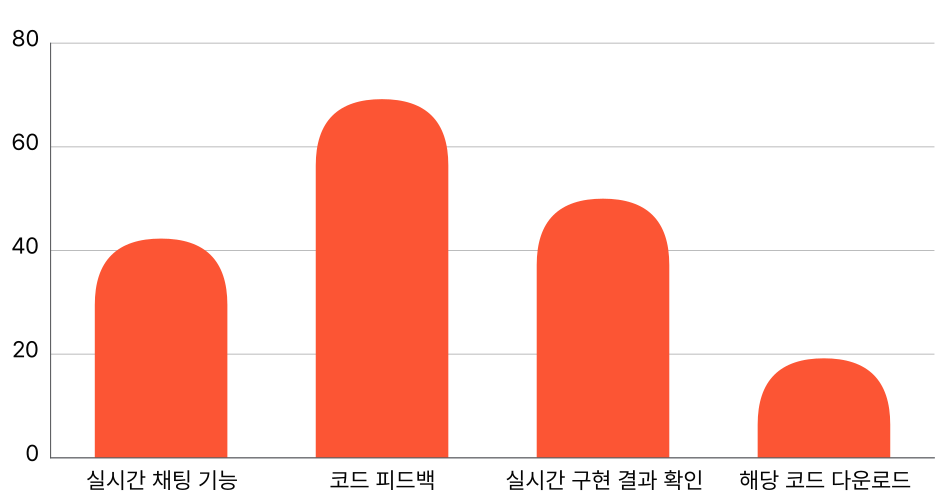 80
60
40
20
0
실시간 채팅 기능
코드 피드백
실시간 구현 결과 확인
해당 코드 다운로드